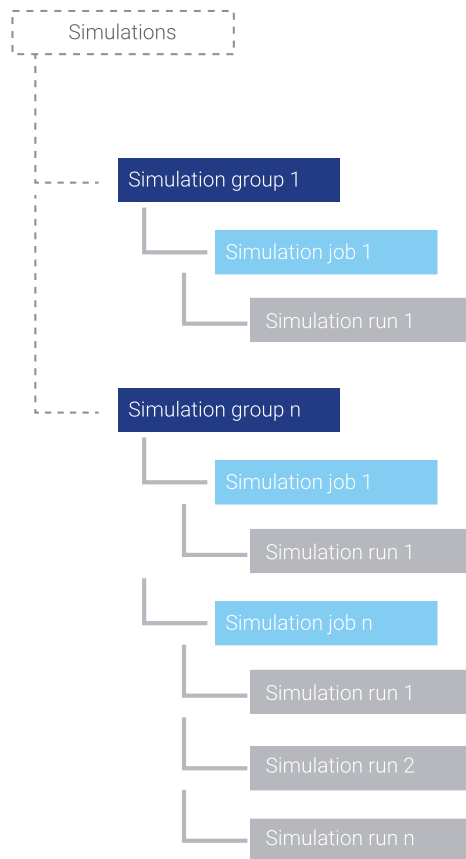 Simulations
Simulation group 1
Simulation job 1
Simulation run 1
Simulation group n
Simulation job 1
Simulation run 1
Simulation job n
Simulation run 1
Simulation run 2
Simulation run n